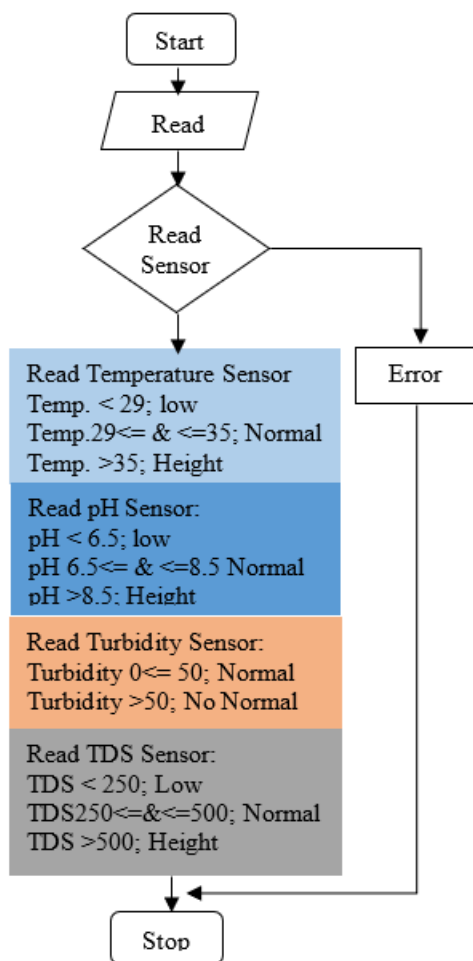 Start
Read
Read
Sensor
Error
Read Temperature Sensor
Temp. < 29; low
Temp.29<= & <=35; Normal
Temp. >35; Height
Read pH Sensor:
pH < 6.5; low
pH 6.5<= & <=8.5 Normal
pH >8.5; Height
Read Turbidity Sensor:
Turbidity 0<= 50; Normal
Turbidity >50; No Normal
Read TDS Sensor:
TDS < 250; Low
TDS250<=&<=500; Normal
TDS >500; Height
Stop